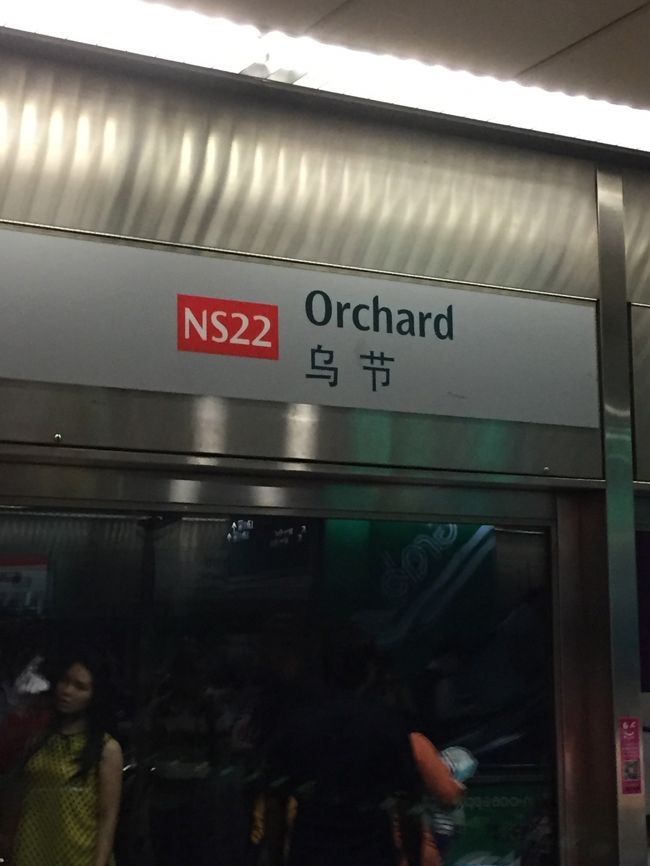 NS22
Orchard
乌节